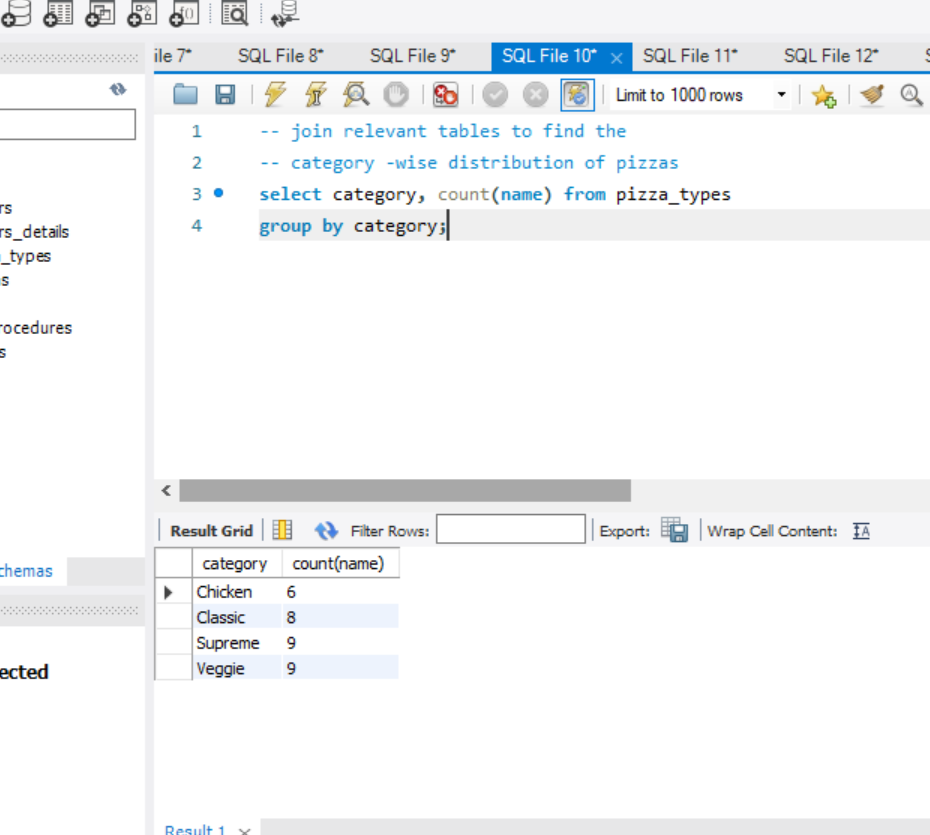 ile 7*
SQL File 8*
SQL File 9*
SQL File 10*
SQL File 11*
SQL File 12*
Limit to 1000 rows
1 -- join relevant tables to find the
2 -- category -wise distribution of pizzas
3 select category, count(name) from pizza_types
4 group by category;
rs
rs_details
_types
s
rocedures
s
chemas
ected
Result Grid Filter Rows: Export: Wrap Cell Content:
category count(name)
Chicken 6
Classic 8
Supreme 9
Veggie 9
Result 1